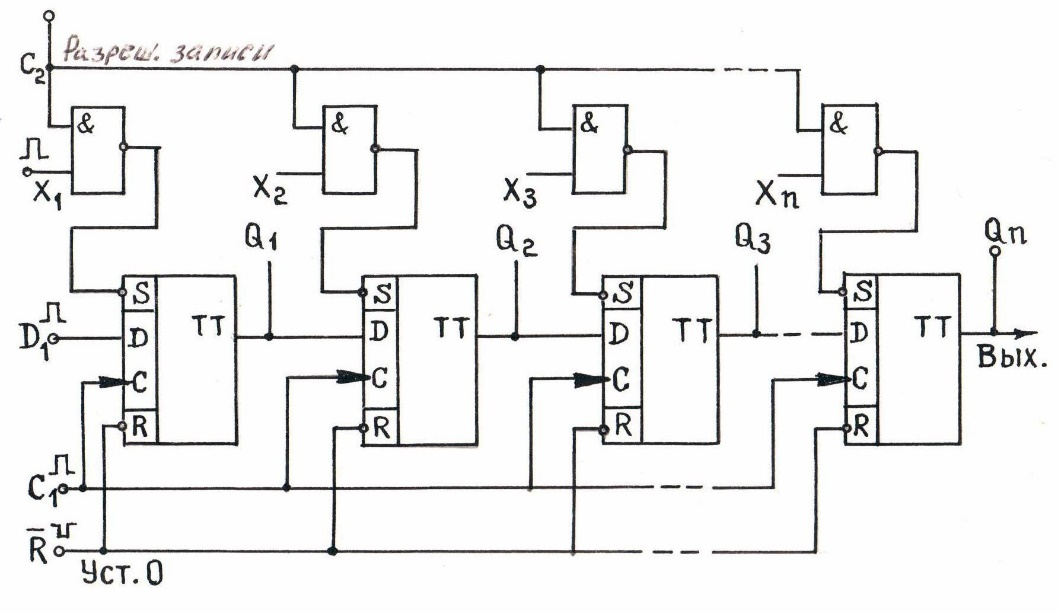 C2 Разреш. записи
& & & &
X1 X2 X3 Xn
Q1 Q2 Q3 Qn
S S S S
D1 D TT D TT D TT D TT
Вых.
C C C C
R R R R
C1
R̅
Уст. 0